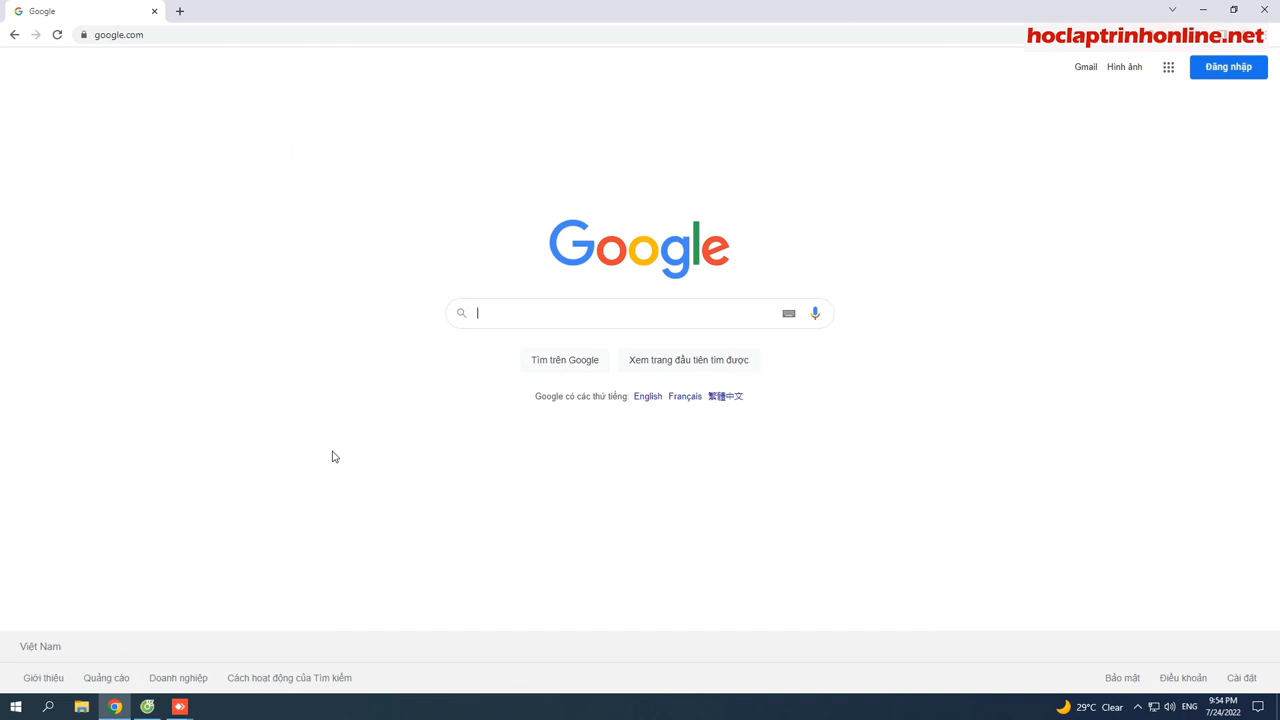 Google
google.com
hoclaptrinhonline.net
Gmail Hình ảnh Đăng nhập
Google
Tìm trên Google Xem trang đầu tiên tìm được
Google có các thứ tiếng: English Français 繁體中文
Việt Nam
Giới thiệu Quảng cáo Doanh nghiệp Cách hoạt động của Tìm kiếm Bảo mật Điều khoản Cài đặt
29°C Clear ENG 9:54 PM
7/24/2022